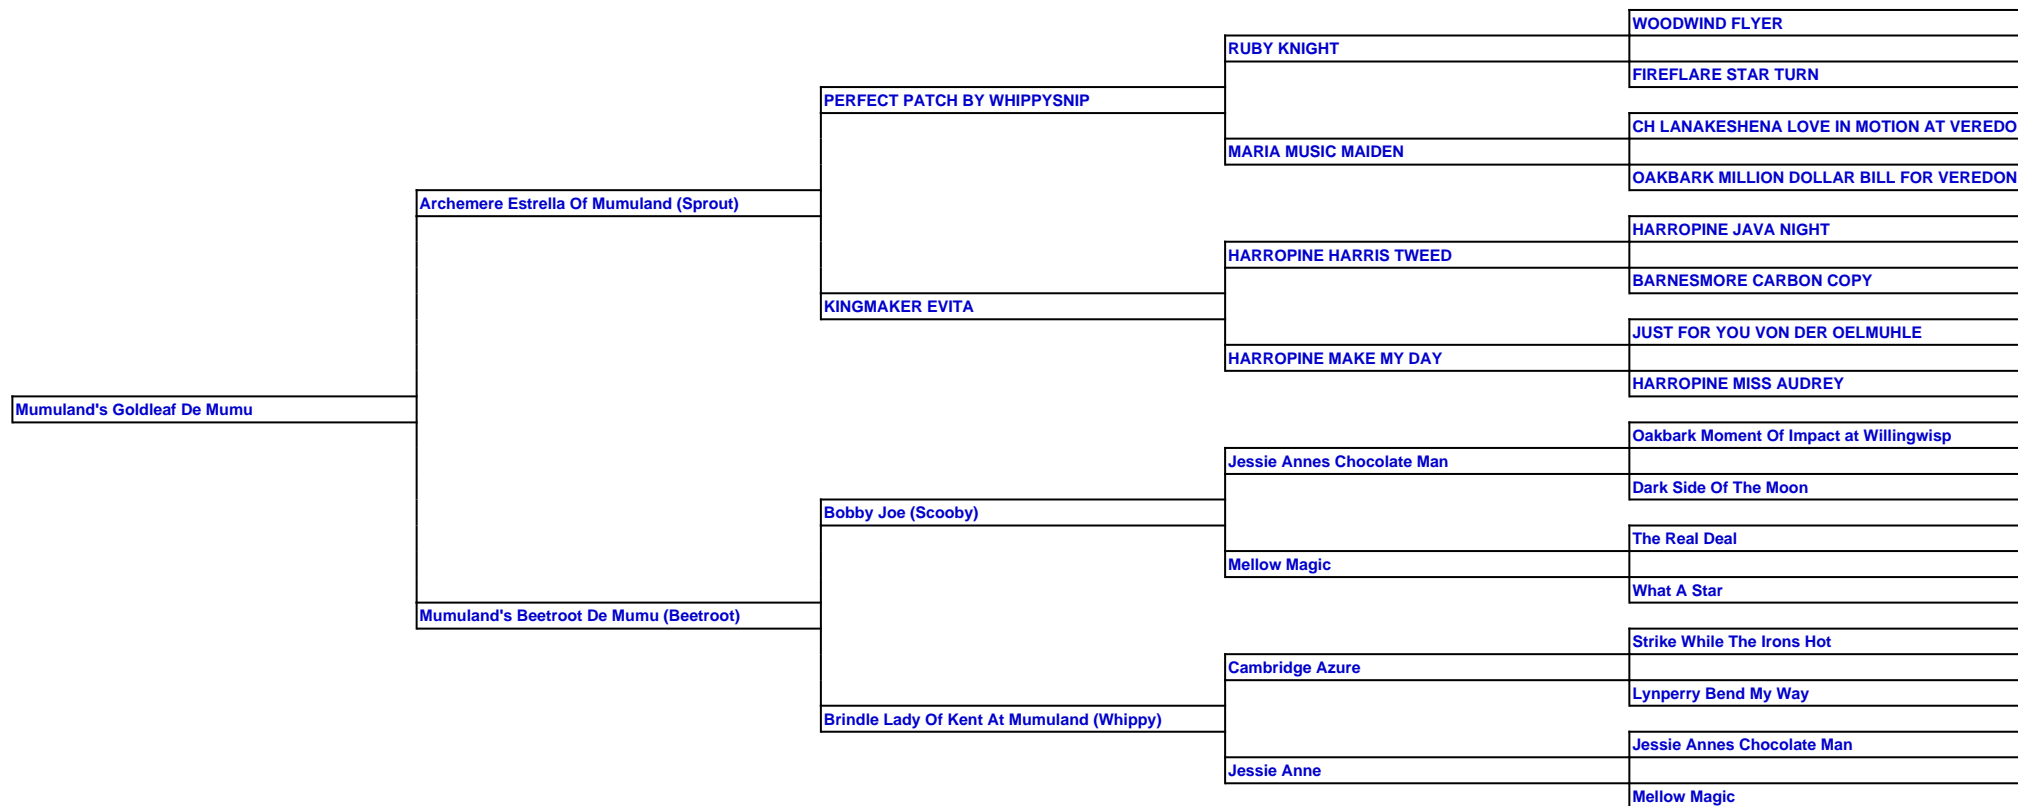 WOODWIND FLYER
RUBY KNIGHT
FIREFLARE STAR TURN
PERFECT PATCH BY WHIPPYSNIP
CH LANAKESHENA LOVE IN MOTION AT VEREDO
MARIA MUSIC MAIDEN
OAKBARK MILLION DOLLAR BILL FOR VEREDON
Archemere Estrella Of Mumuland (Sprout)
HARROPINE JAVA NIGHT
HARROPINE HARRIS TWEED
BARNESMORE CARBON COPY
KINGMAKER EVITA
JUST FOR YOU VON DER OELMUHLE
HARROPINE MAKE MY DAY
HARROPINE MISS AUDREY
Mumuland's Goldleaf De Mumu
Oakbark Moment Of Impact at Willingwisp
Jessie Annes Chocolate Man
Dark Side Of The Moon
Bobby Joe (Scooby)
The Real Deal
Mellow Magic
What A Star
Mumuland's Beetroot De Mumu (Beetroot)
Strike While The Irons Hot
Cambridge Azure
Lynperry Bend My Way
Brindle Lady Of Kent At Mumuland (Whippy)
Jessie Annes Chocolate Man
Jessie Anne
Mellow Magic